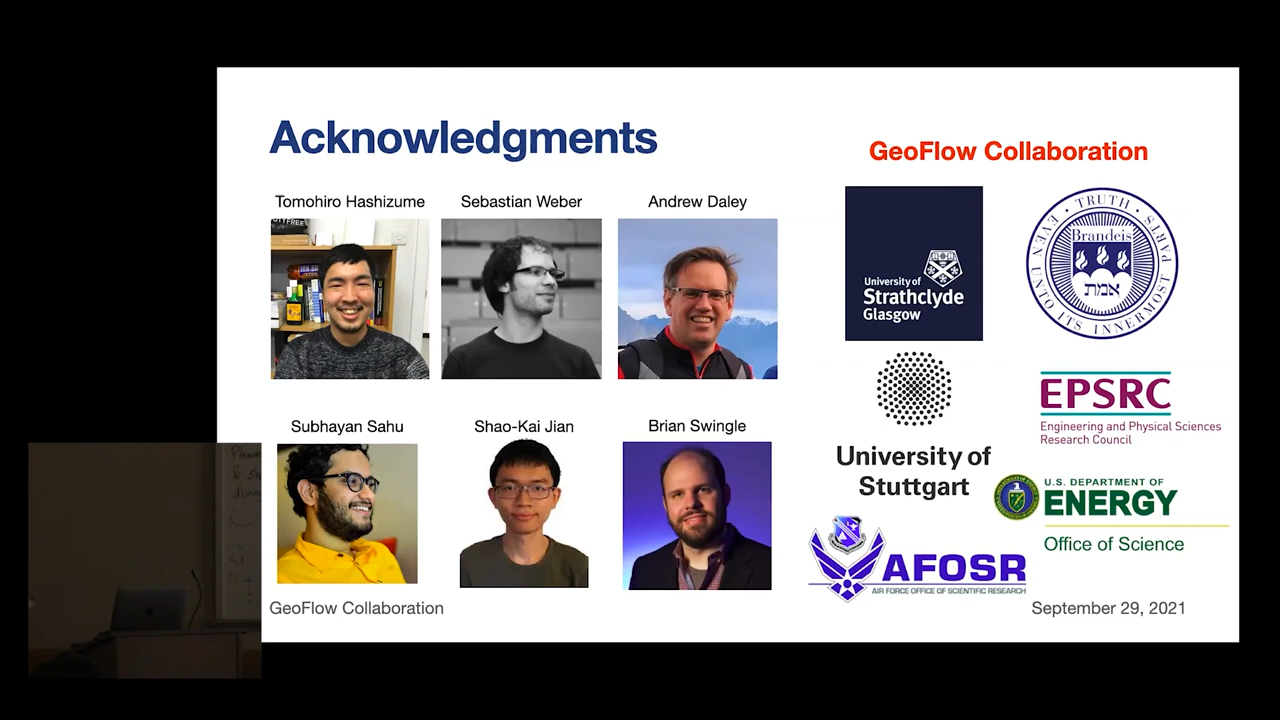 Acknowledgments
GeoFlow Collaboration
Tomohiro Hashizume
Sebastian Weber
Andrew Daley
Subhayan Sahu
Shao-Kai Jian
Brian Swingle
University of
Strathclyde
Glasgow
TRUTH · EVEN UNTO ITS INNERMOST PARTS
Brandeis
אמת
University of
Stuttgart
EPSRC
Engineering and Physical Sciences
Research Council
U.S. DEPARTMENT OF
ENERGY
Office of Science
AFOSR
AIR FORCE OFFICE OF SCIENTIFIC RESEARCH
GeoFlow Collaboration
September 29, 2021
Please